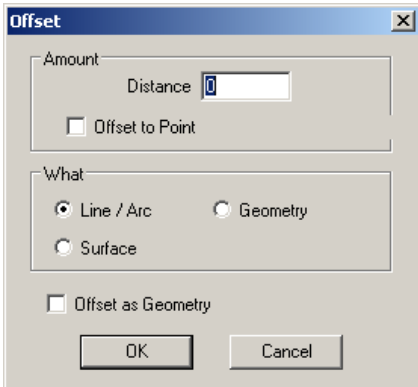 Offset
Amount
Distance 0
Offset to Point
What
Line / Arc Geometry
Surface
Offset as Geometry
OK Cancel